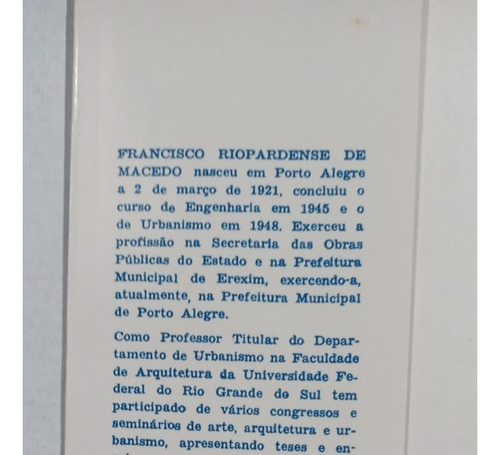 FRANCISCO RIOPARDENSE DE
MACEDO nasceu em Porto Alegre
a 2 de março de 1921, concluiu o
curso de Engenharia em 1945 e o
de Urbanismo em 1948. Exerceu a
profissão na Secretaria das Obras
Públicas do Estado e na Prefeitura
Municipal de Erexim, exercendo-a,
atualmente, na Prefeitura Municipal
de Porto Alegre.
Como Professor Titular do Depar-
tamento de Urbanismo na Faculdade
de Arquitetura da Universidade Fe-
deral do Rio Grande do Sul tem
participado de vários congressos e
seminários de arte, arquitetura e ur-
banismo, apresentando teses e en-